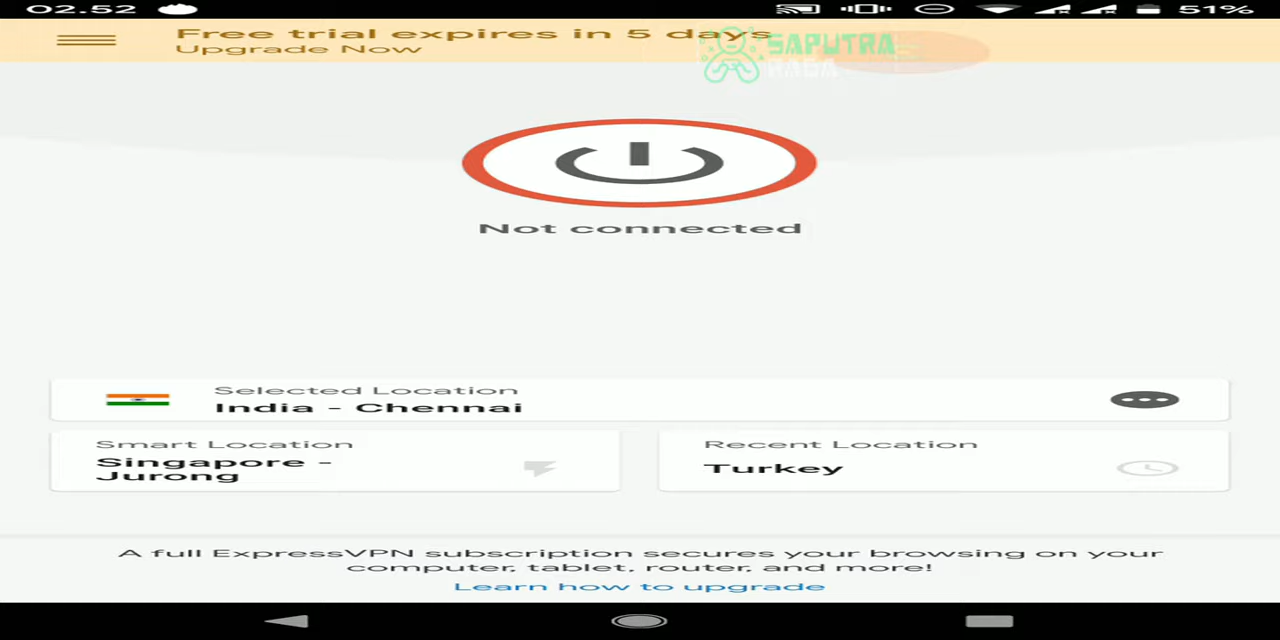 02.52
51%
Free trial expires in 5 days
Upgrade Now
SAPUTRA
RAGA
Not connected
Selected Location
India - Chennai
Smart Location
Singapore -
Jurong
Recent Location
Turkey
A full ExpressVPN subscription secures your browsing on your
computer, tablet, router, and more!
Learn how to upgrade